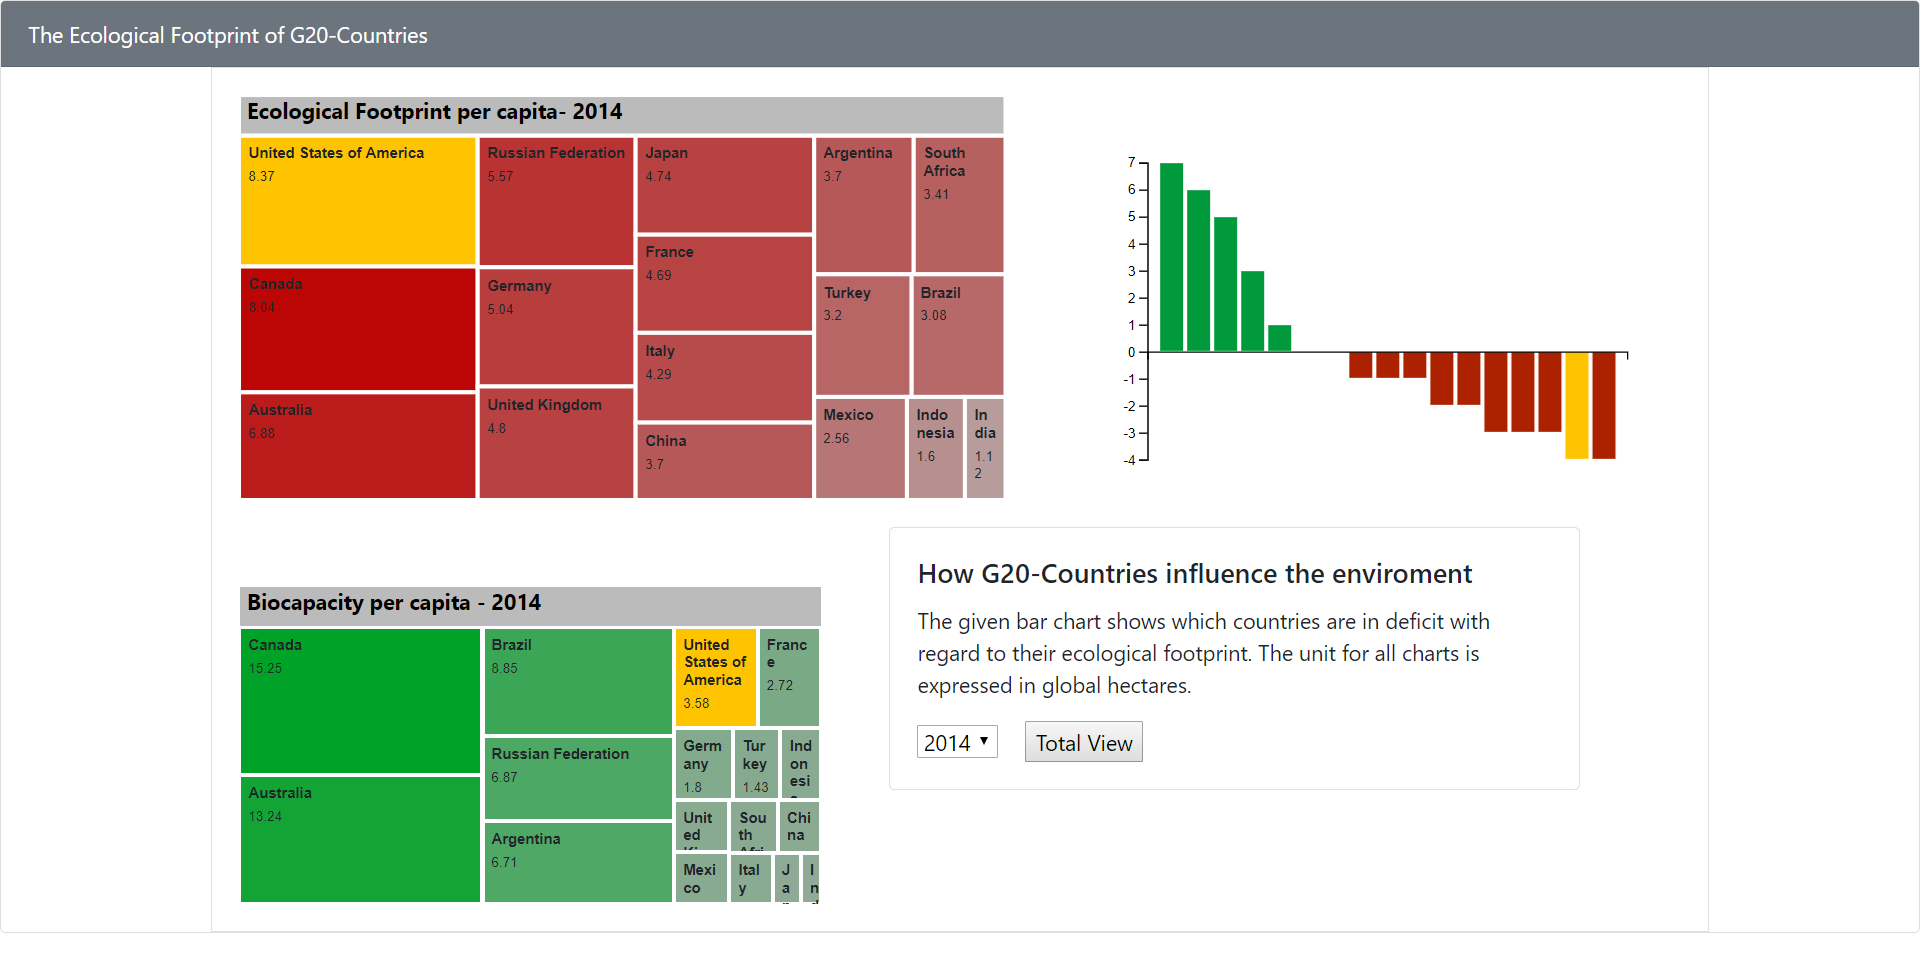 The Ecological Footprint of G20-Countries
Ecological Footprint per capita- 2014
United States of America
8.37
Canada
8.04
Australia
6.88
Russian Federation
5.57
Germany
5.04
United Kingdom
4.8
Japan
4.74
France
4.69
Italy
4.29
China
3.7
Argentina
3.7
South
Africa
3.41
Turkey
3.2
Brazil
3.08
Mexico
2.56
Indo
nesia
1.6
In
dia
1.1
2
7
6
5
4
3
2
1
0
-1
-2
-3
-4
How G20-Countries influence the enviroment
The given bar chart shows which countries are in deficit with
regard to their ecological footprint. The unit for all charts is
expressed in global hectares.
2014
Total View
Biocapacity per capita - 2014
Canada
15.25
Australia
13.24
Brazil
8.85
Russian Federation
6.87
Argentina
6.71
United
States of
America
3.58
Franc
e
2.72
Germ
any
1.8
Tur
key
1.43
Ind
on
esi
Unit
ed
Sou
th
Chi
na
Mexi
co
Ital
y
J
a
I
n